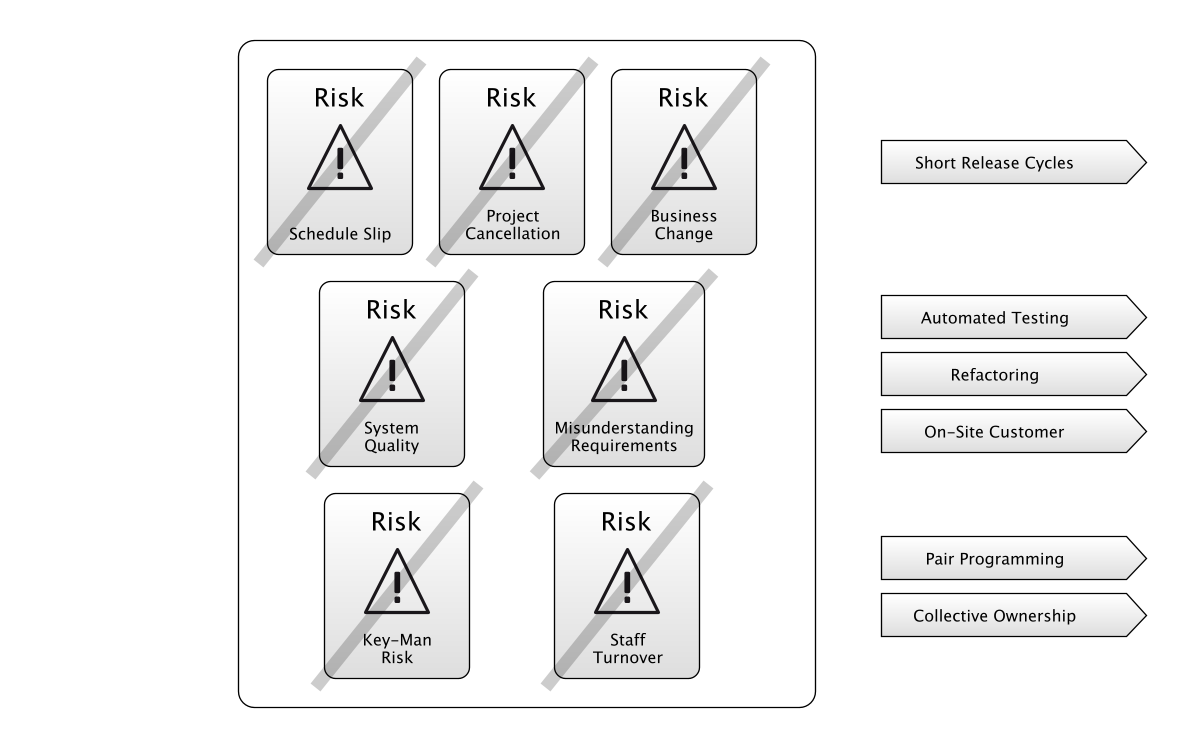 Risk
Schedule Slip
Risk
Project
Cancellation
Risk
Business
Change
Short Release Cycles
Risk
System
Quality
Risk
Misunderstanding
Requirements
Automated Testing
Refactoring
On-Site Customer
Risk
Key-Man
Risk
Risk
Staff
Turnover
Pair Programming
Collective Ownership